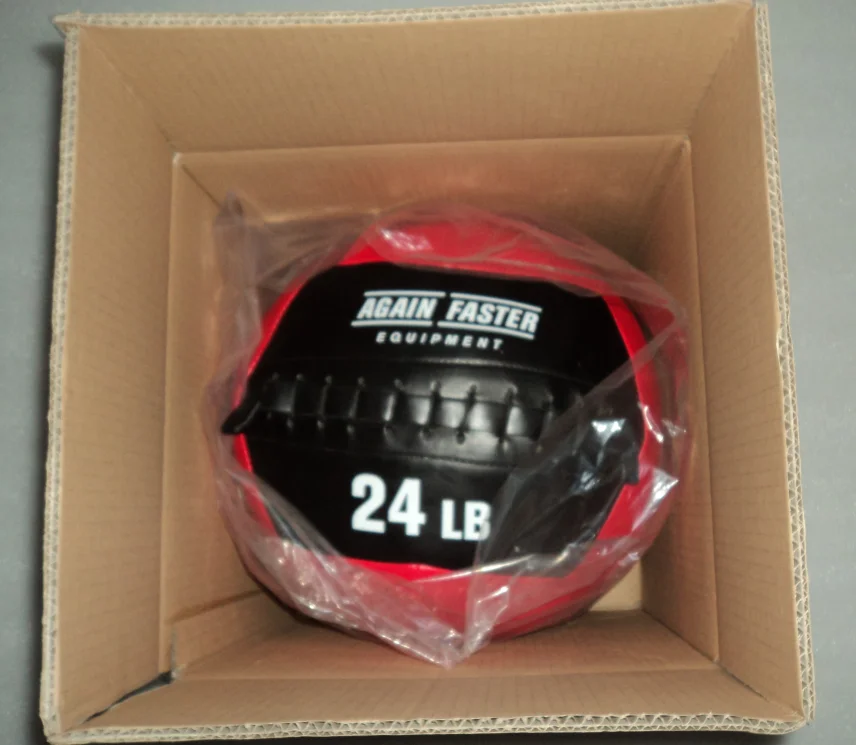 AGAIN FASTER
EQUIPMENT
24 LB